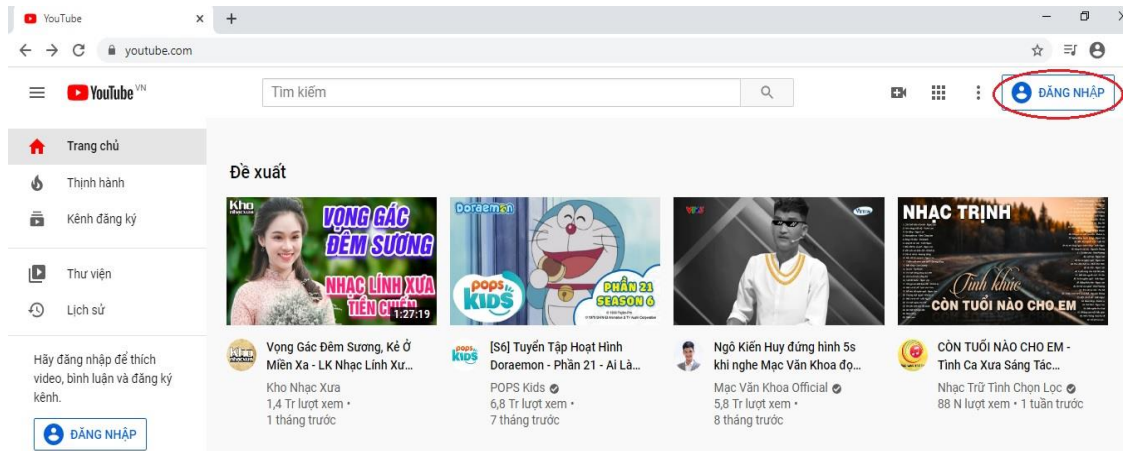 YouTube
youtube.com
YouTube VN
Tìm kiếm
ĐĂNG NHẬP
Trang chủ
Thịnh hành
Kênh đăng ký
Thư viện
Lịch sử
Hãy đăng nhập để thích
video, bình luận và đăng ký
kênh.
ĐĂNG NHẬP
Đề xuất
Kho
nhạc xưa
VỌNG GÁC
ĐÊM SƯƠNG
NHẠC LÍNH XƯA
TIỀN CHIẾN
1:27:19
Vọng Gác Đêm Sương, Kẻ Ở
Miền Xa - LK Nhạc Lính Xư...
Kho Nhạc Xưa
1,4 Tr lượt xem •
1 tháng trước
Doraemon
POPS
KIDS
PHẦN 21
SEASON 6
[S6] Tuyển Tập Hoạt Hình
Doraemon - Phần 21 - Ai Là...
POPS Kids
6,8 Tr lượt xem •
7 tháng trước
VTV3
Ngô Kiến Huy đứng hình 5s
khi nghe Mạc Văn Khoa đọ...
Mạc Văn Khoa Official
5,8 Tr lượt xem •
8 tháng trước
NHẠC TRỊNH
Tình khúc
CÒN TUỔI NÀO CHO EM
CÒN TUỔI NÀO CHO EM -
Tình Ca Xưa Sáng Tác...
Nhạc Trữ Tình Chọn Lọc
88 N lượt xem • 1 tuần trước